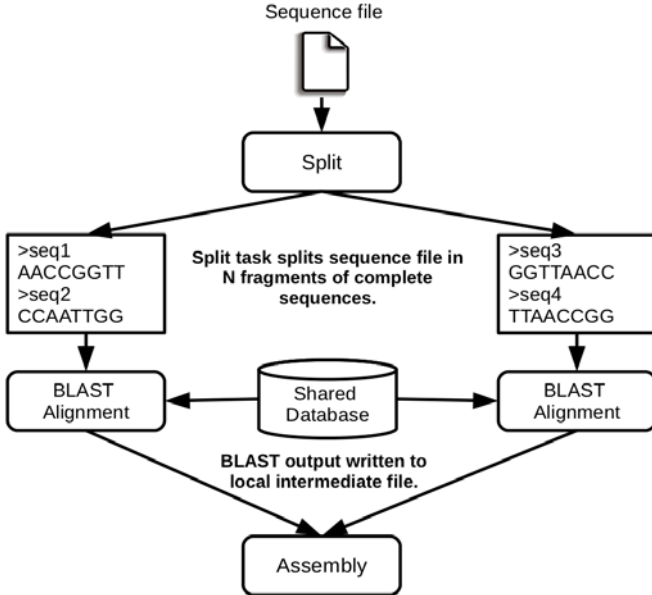 Sequence file
Split
>seq1
AACCGGTT
>seq2
CCAATTGG
Split task splits sequence file in
N fragments of complete
sequences.
>seq3
GGTTAACC
>seq4
TTAACCGG
BLAST
Alignment
Shared
Database
BLAST
Alignment
BLAST output written to
local intermediate file.
Assembly